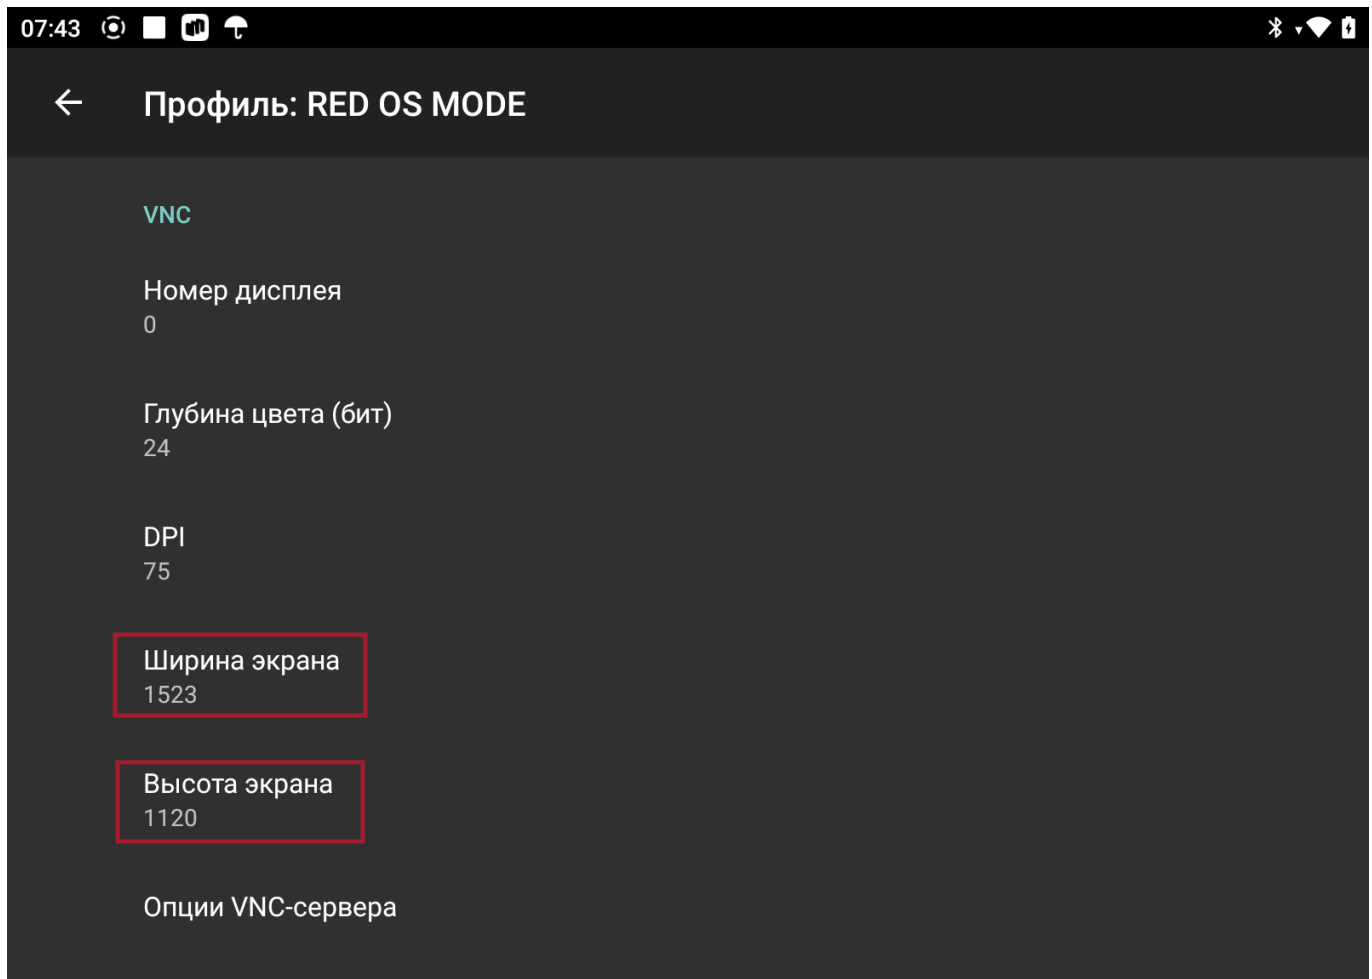 07:43
Профиль: RED OS MODE
VNC
Номер дисплея
0
Глубина цвета (бит)
24
DPI
75
Ширина экрана
1523
Высота экрана
1120
Опции VNC-сервера